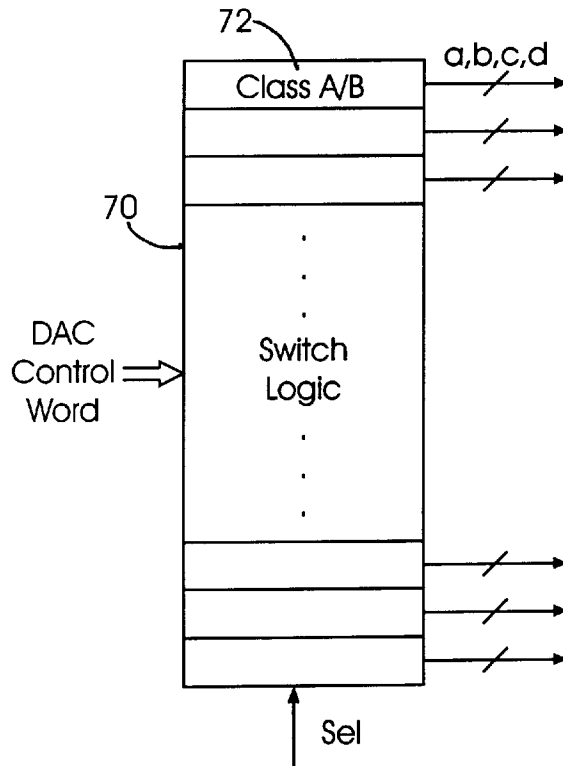 72
a,b,c,d
Class A/B
70
DAC
Control
Word
Switch
Logic
Sel